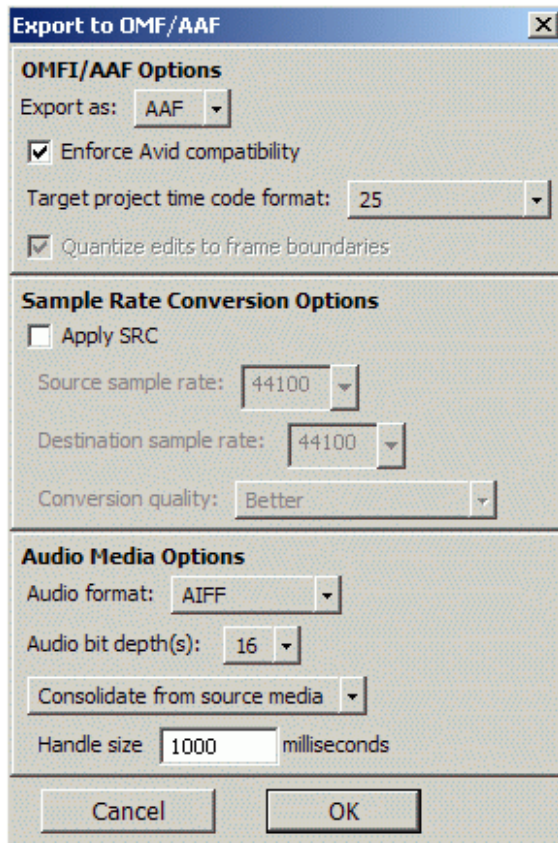 Export to OMF/AAF
OMFI/AAF Options
Export as: AAF
Enforce Avid compatibility
Target project time code format: 25
Quantize edits to frame boundaries
Sample Rate Conversion Options
Apply SRC
Source sample rate: 44100
Destination sample rate: 44100
Conversion quality: Better
Audio Media Options
Audio format: AIFF
Audio bit depth(s): 16
Consolidate from source media
Handle size 1000 milliseconds
Cancel OK